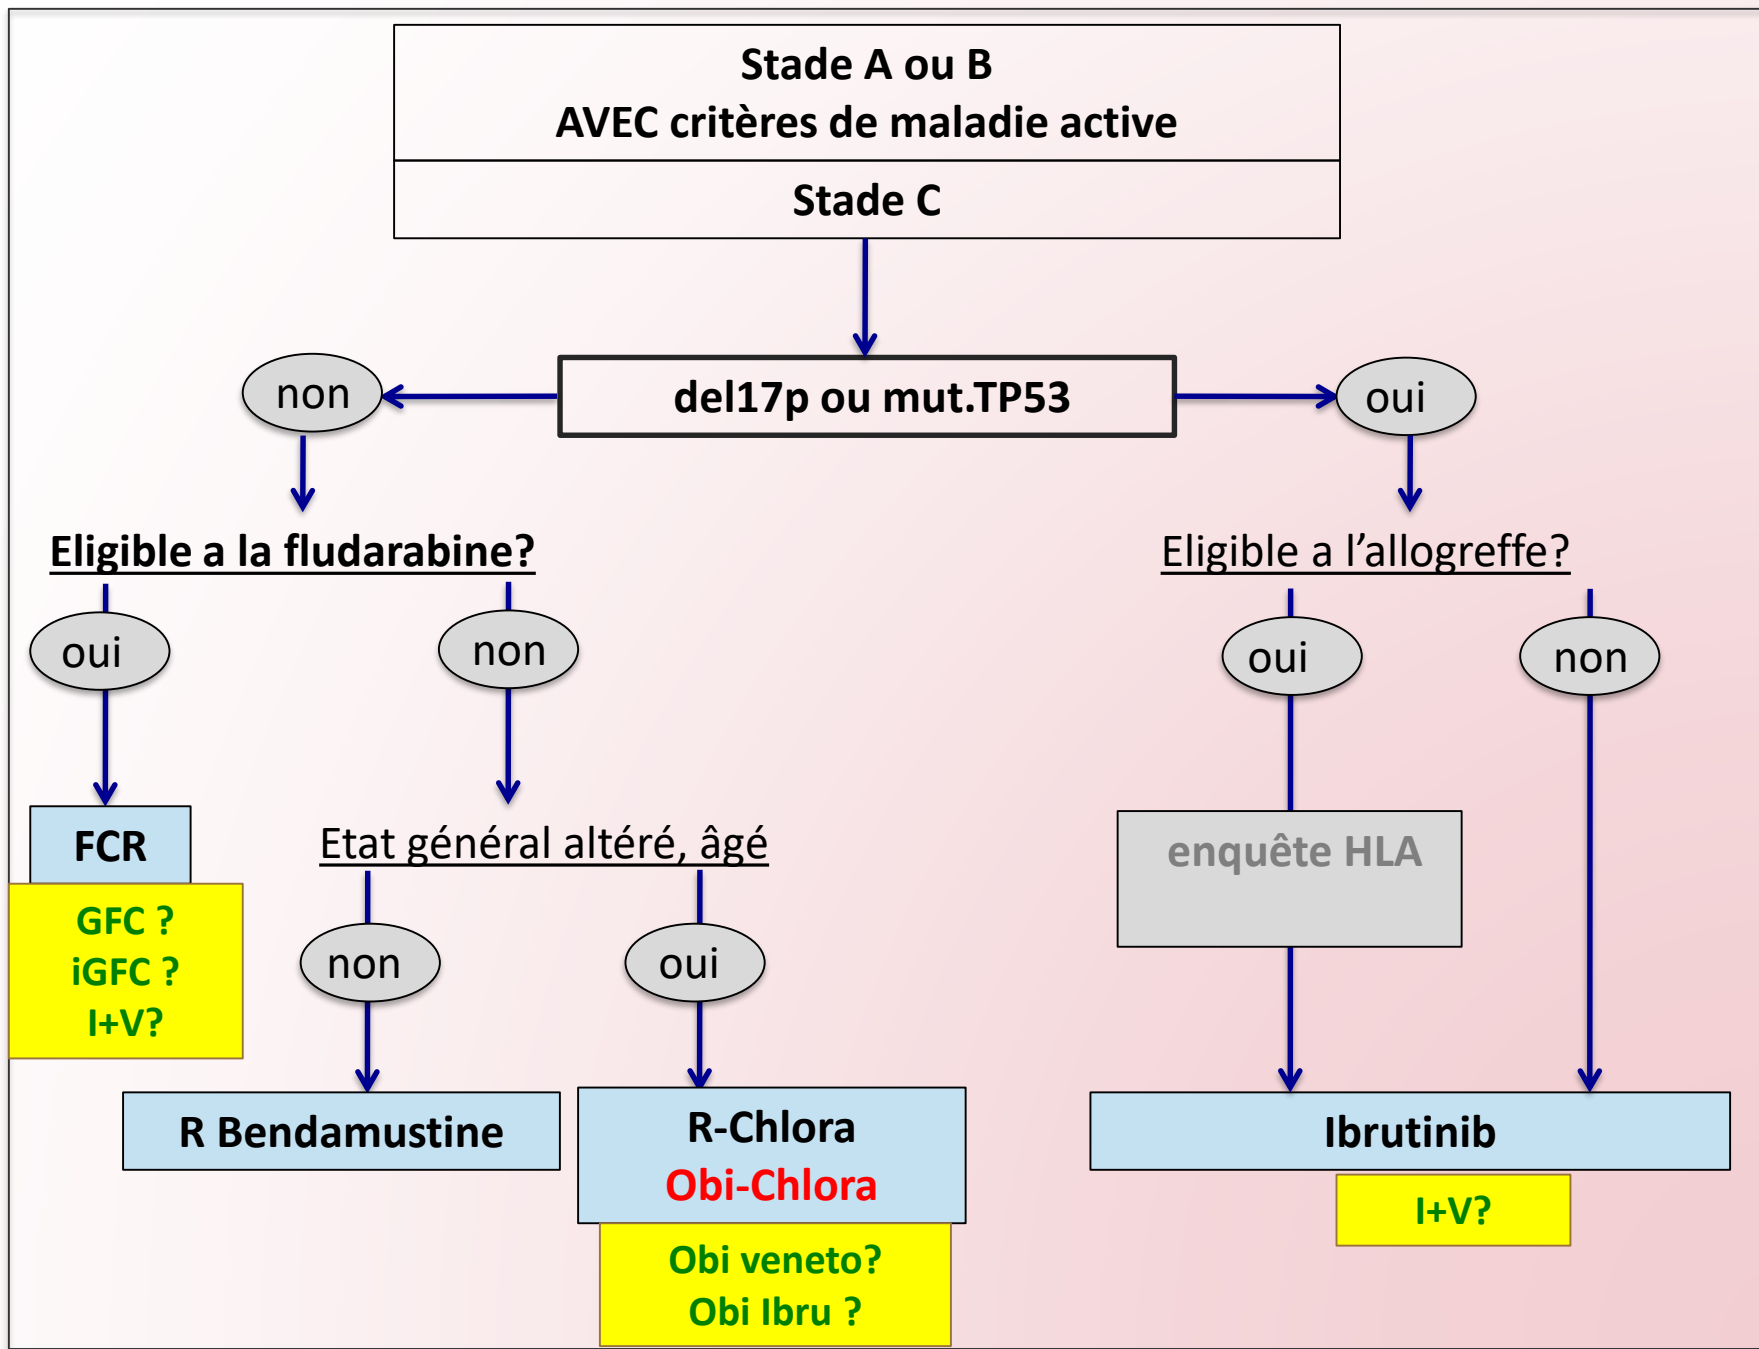 Stade A ou B
AVEC critères de maladie active
Stade C
non
del17p ou mut.TP53
oui
Eligible a la fludarabine?
Eligible a l’allogreffe?
oui
non
oui
non
FCR
Etat général altéré, âgé
enquête HLA
GFC ?
iGFC ?
I+V?
non
oui
R Bendamustine
R-Chlora
Obi-Chlora
Ibrutinib
I+V?
Obi veneto?
Obi Ibru ?